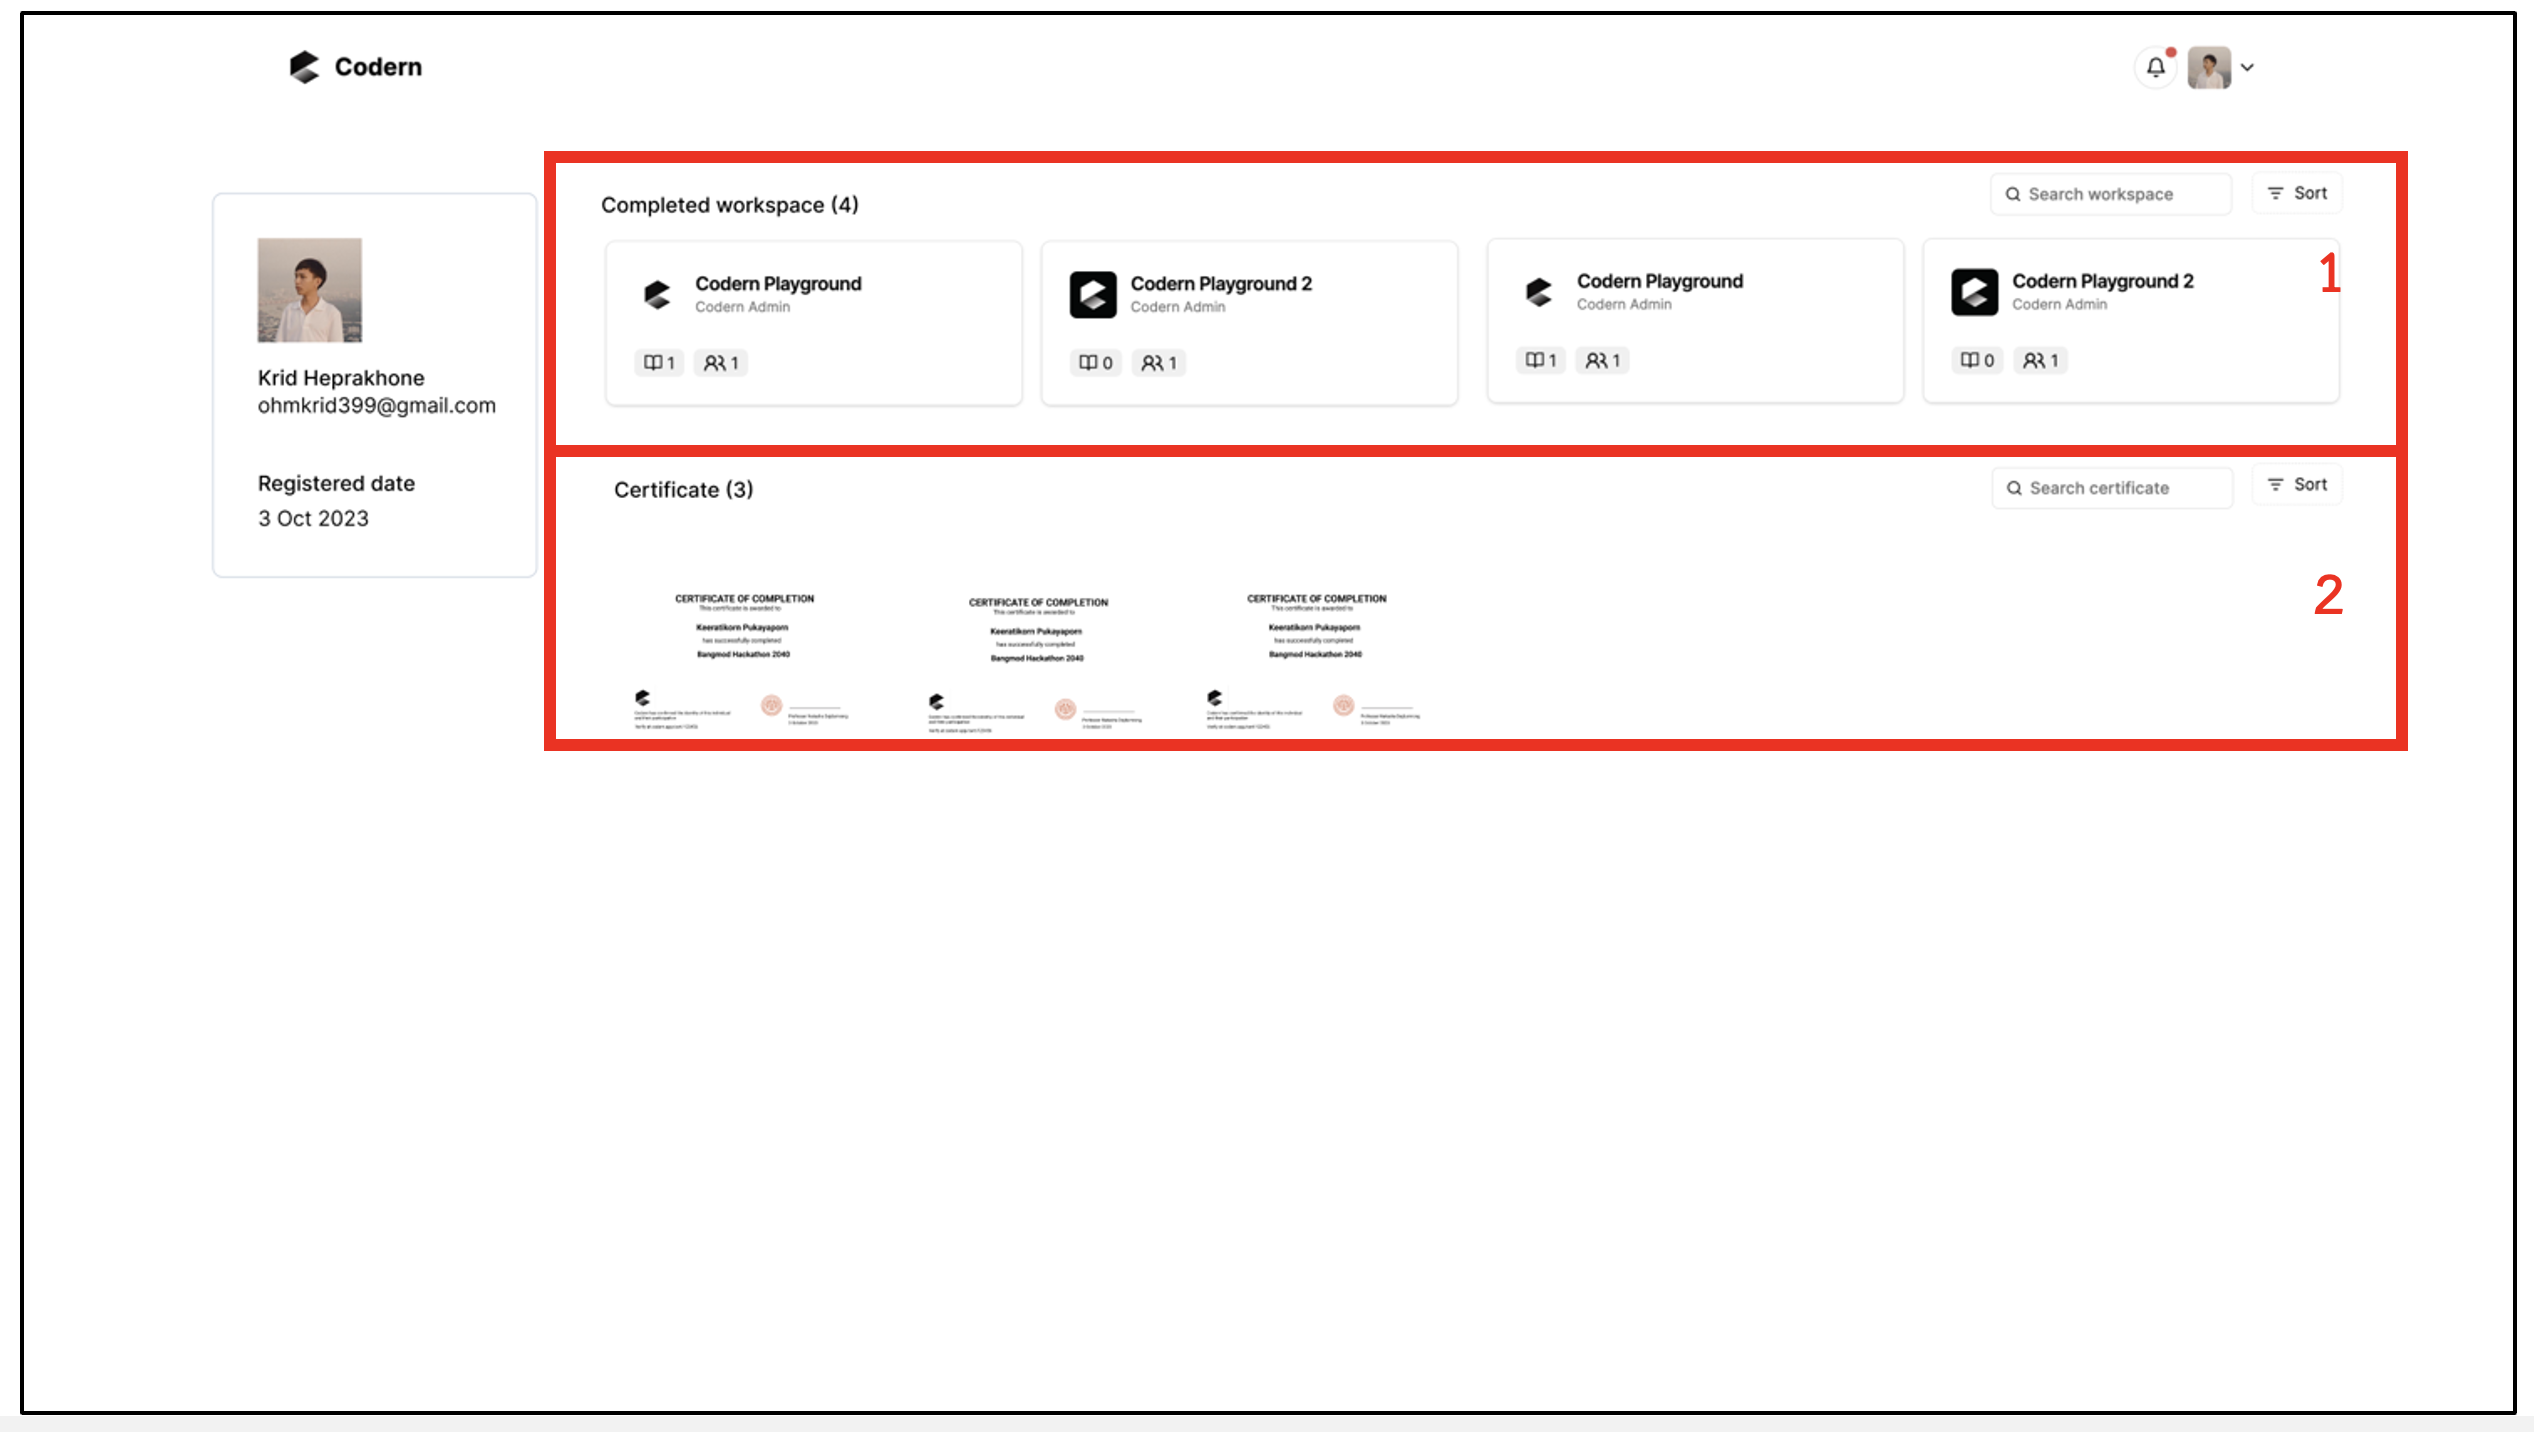 Codern
Krid Heprakhone
ohmkrid399@gmail.com
Registered date
3 Oct 2023
Completed workspace (4)
Search workspace
Sort
1
Codern Playground
Codern Admin
1 1
Codern Playground 2
Codern Admin
0 1
Codern Playground
Codern Admin
1 1
Codern Playground 2
Codern Admin
0 1
Certificate (3)
Search certificate
Sort
2
CERTIFICATE OF COMPLETION
This certificate is awarded to
Keeratikorn Pukayaporn
has successfully completed
Bangmod Hackathon 2040
CERTIFICATE OF COMPLETION
This certificate is awarded to
Keeratikorn Pukayaporn
has successfully completed
Bangmod Hackathon 2040
CERTIFICATE OF COMPLETION
This certificate is awarded to
Keeratikorn Pukayaporn
has successfully completed
Bangmod Hackathon 2040